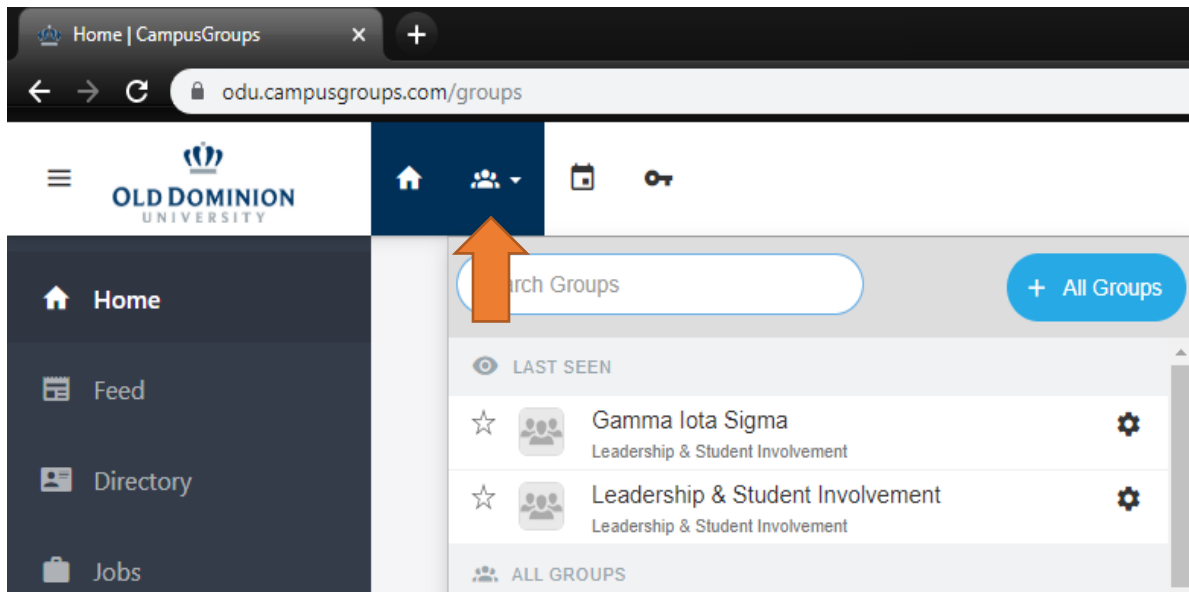 Home | CampusGroups
odu.campusgroups.com/groups
OLD DOMINION
UNIVERSITY
Home
Feed
Directory
Jobs
rch Groups
+ All Groups
LAST SEEN
Gamma Iota Sigma
Leadership & Student Involvement
Leadership & Student Involvement
Leadership & Student Involvement
ALL GROUPS